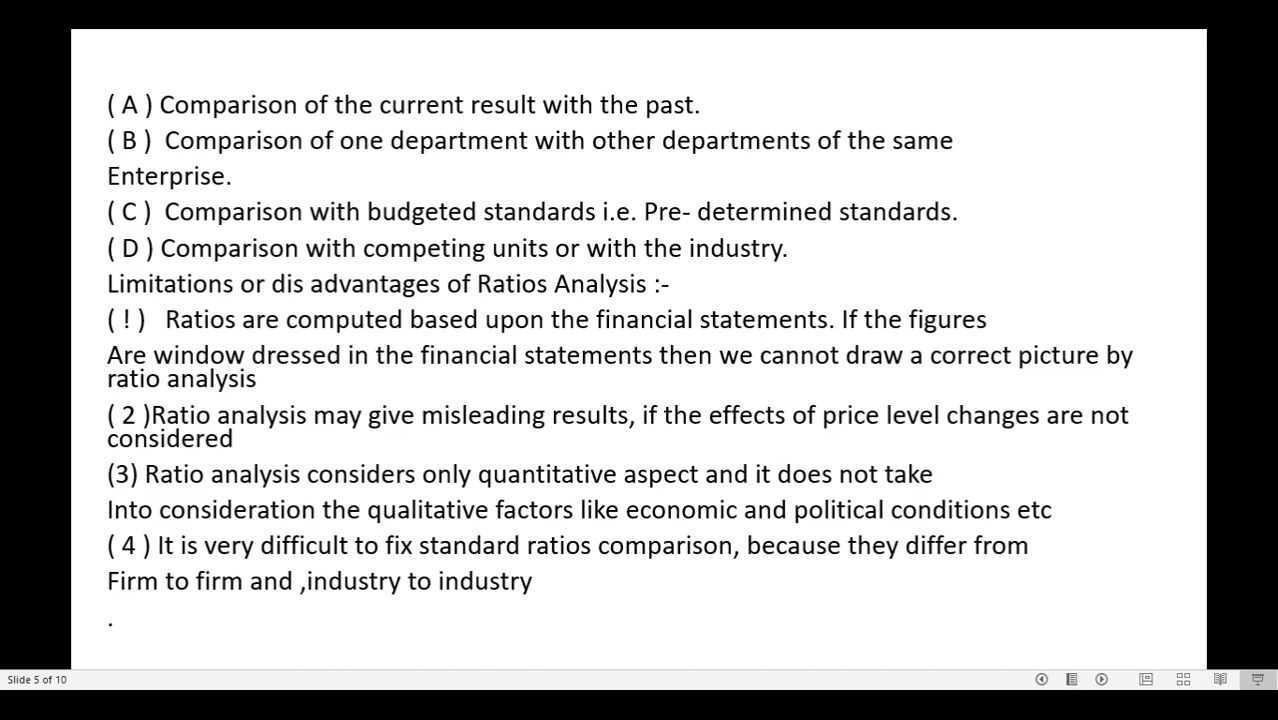 ( A ) Comparison of the current result with the past.
( B )  Comparison of one department with other departments of the same
Enterprise.
( C )  Comparison with budgeted standards i.e. Pre- determined standards.
( D ) Comparison with competing units or with the industry.
Limitations or dis advantages of Ratios Analysis :-
( ! )   Ratios are computed based upon the financial statements. If the figures
Are window dressed in the financial statements then we cannot draw a correct picture by
ratio analysis
( 2 )Ratio analysis may give misleading results, if the effects of price level changes are not
considered
(3) Ratio analysis considers only quantitative aspect and it does not take
Into consideration the qualitative factors like economic and political conditions etc
( 4 ) It is very difficult to fix standard ratios comparison, because they differ from
Firm to firm and ,industry to industry
.
Slide 5 of 10